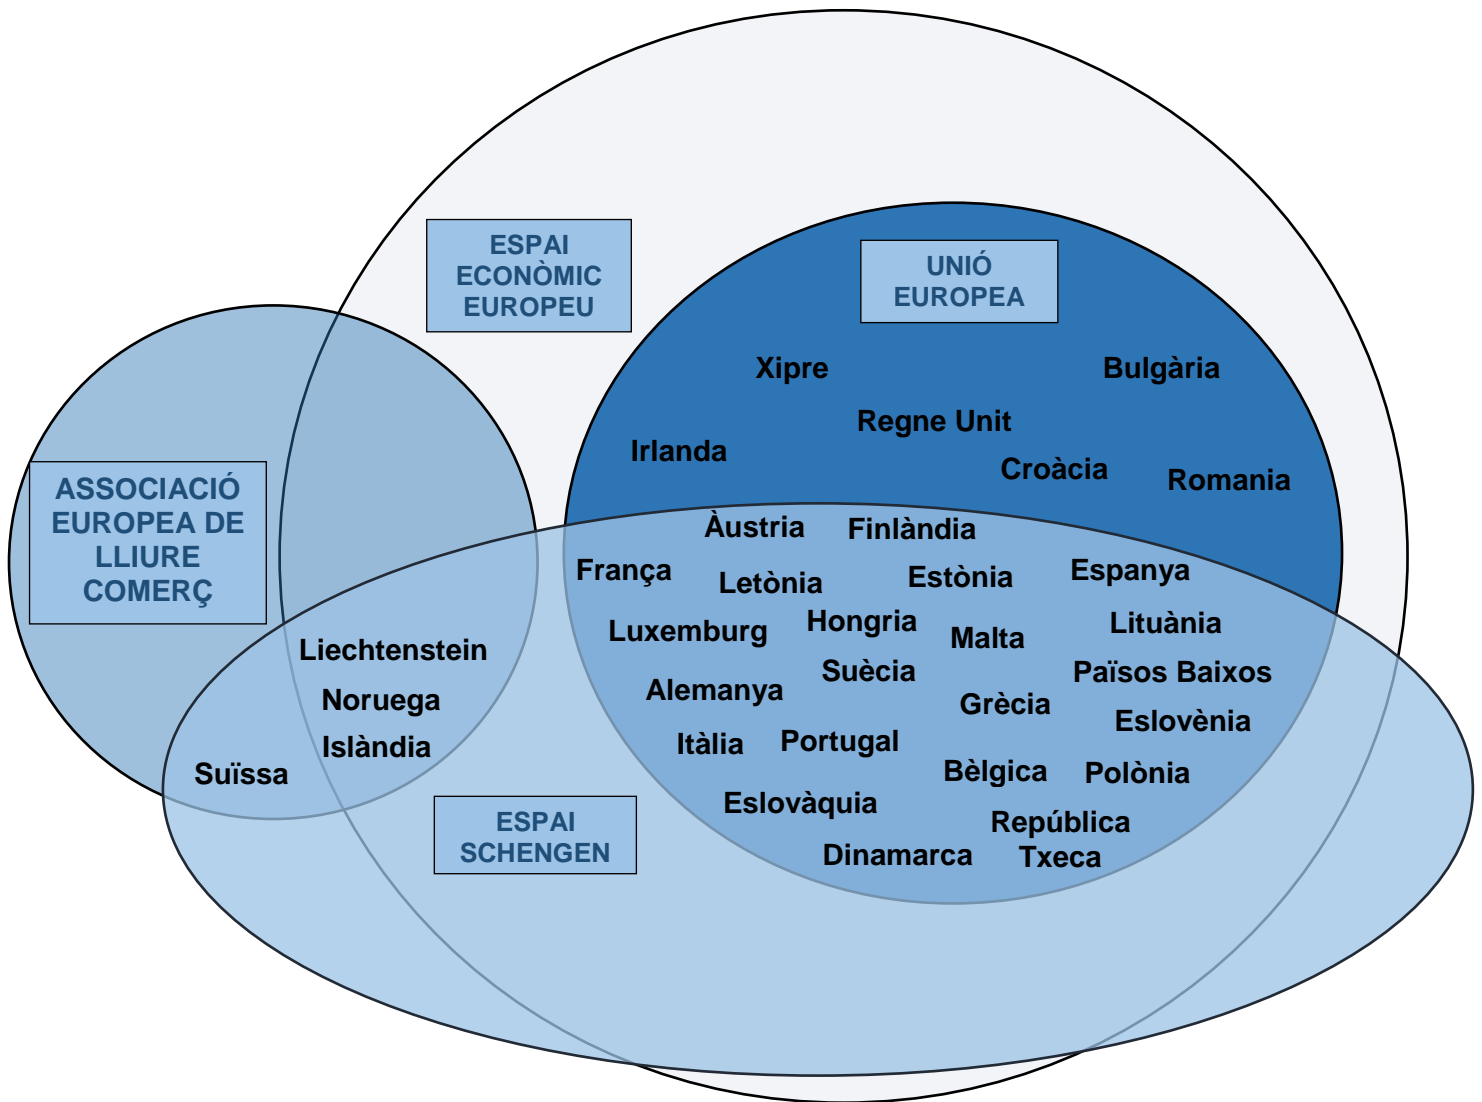 ESPAI
ECONÒMIC
EUROPEU
UNIÓ
EUROPEA
Xipre
Bulgària
Regne Unit
Irlanda
Croàcia
Romania
ASSOCIACIÓ
EUROPEA DE
LLIURE
COMERÇ
Àustria
Finlàndia
França
Letònia
Estònia
Espanya
Luxemburg
Hongria
Malta
Lituània
Liechtenstein
Suècia
Països Baixos
Alemanya
Noruega
Grècia
Eslovènia
Islàndia
Itàlia
Portugal
Suïssa
Bèlgica
Polònia
Eslovàquia
ESPAI
SCHENGEN
República
Txeca
Dinamarca